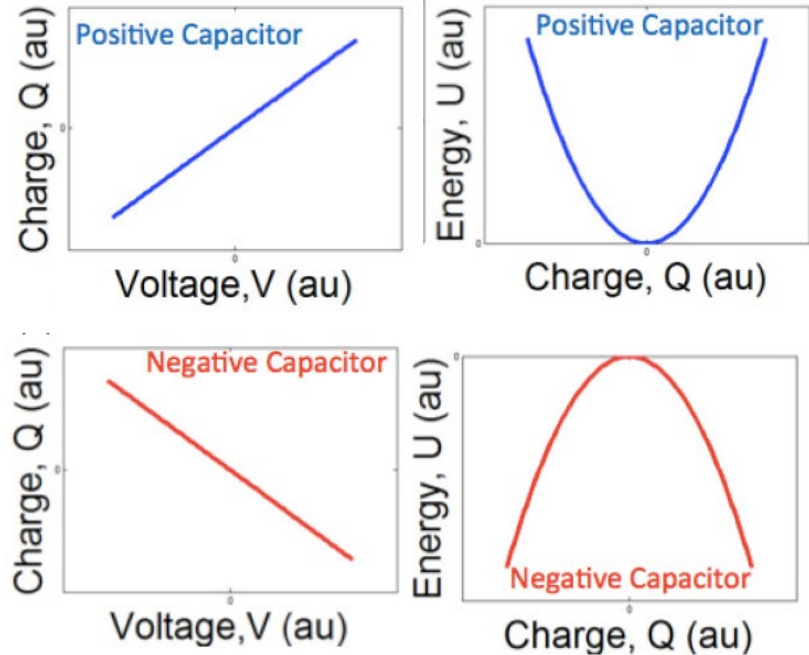 Positive Capacitor
Charge, Q (au)
0
0
Voltage,V (au)
Positive Capacitor
Energy, U (au)
0
0
Charge, Q (au)
Negative Capacitor
Charge, Q (au)
0
0
Voltage,V (au)
0
Energy, U (au)
Negative Capacitor
0
Charge, Q (au)